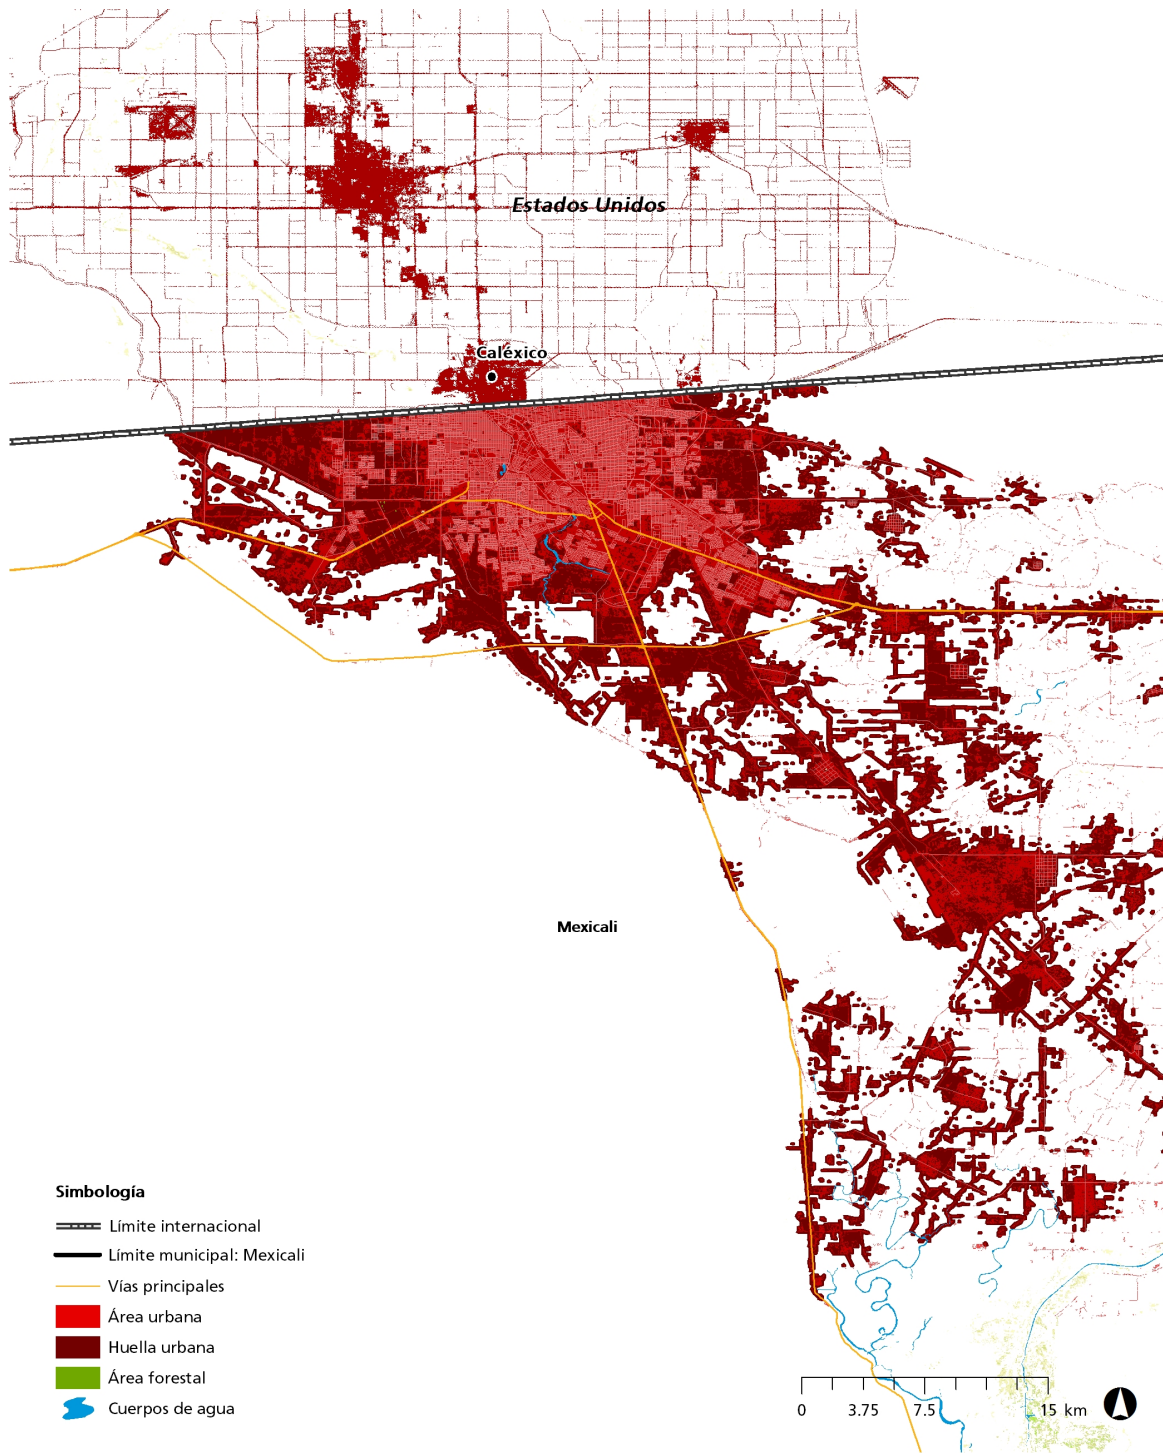 Estados Unidos
Caléxico
Mexicali
Simbología
Límite internacional
Límite municipal: Mexicali
Vías principales
Área urbana
Huella urbana
Área forestal
Cuerpos de agua
0 3.75 7.5 15 km